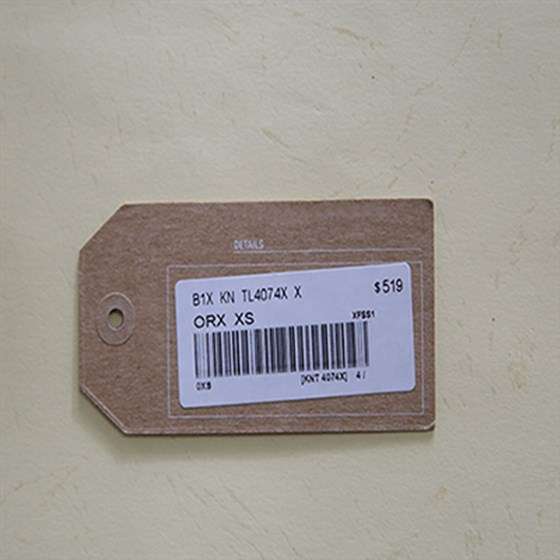 DETAILS
B1X KN TL4074X X $519
ORX XS XFSS1
0XS [KNT 4074X] 4 /